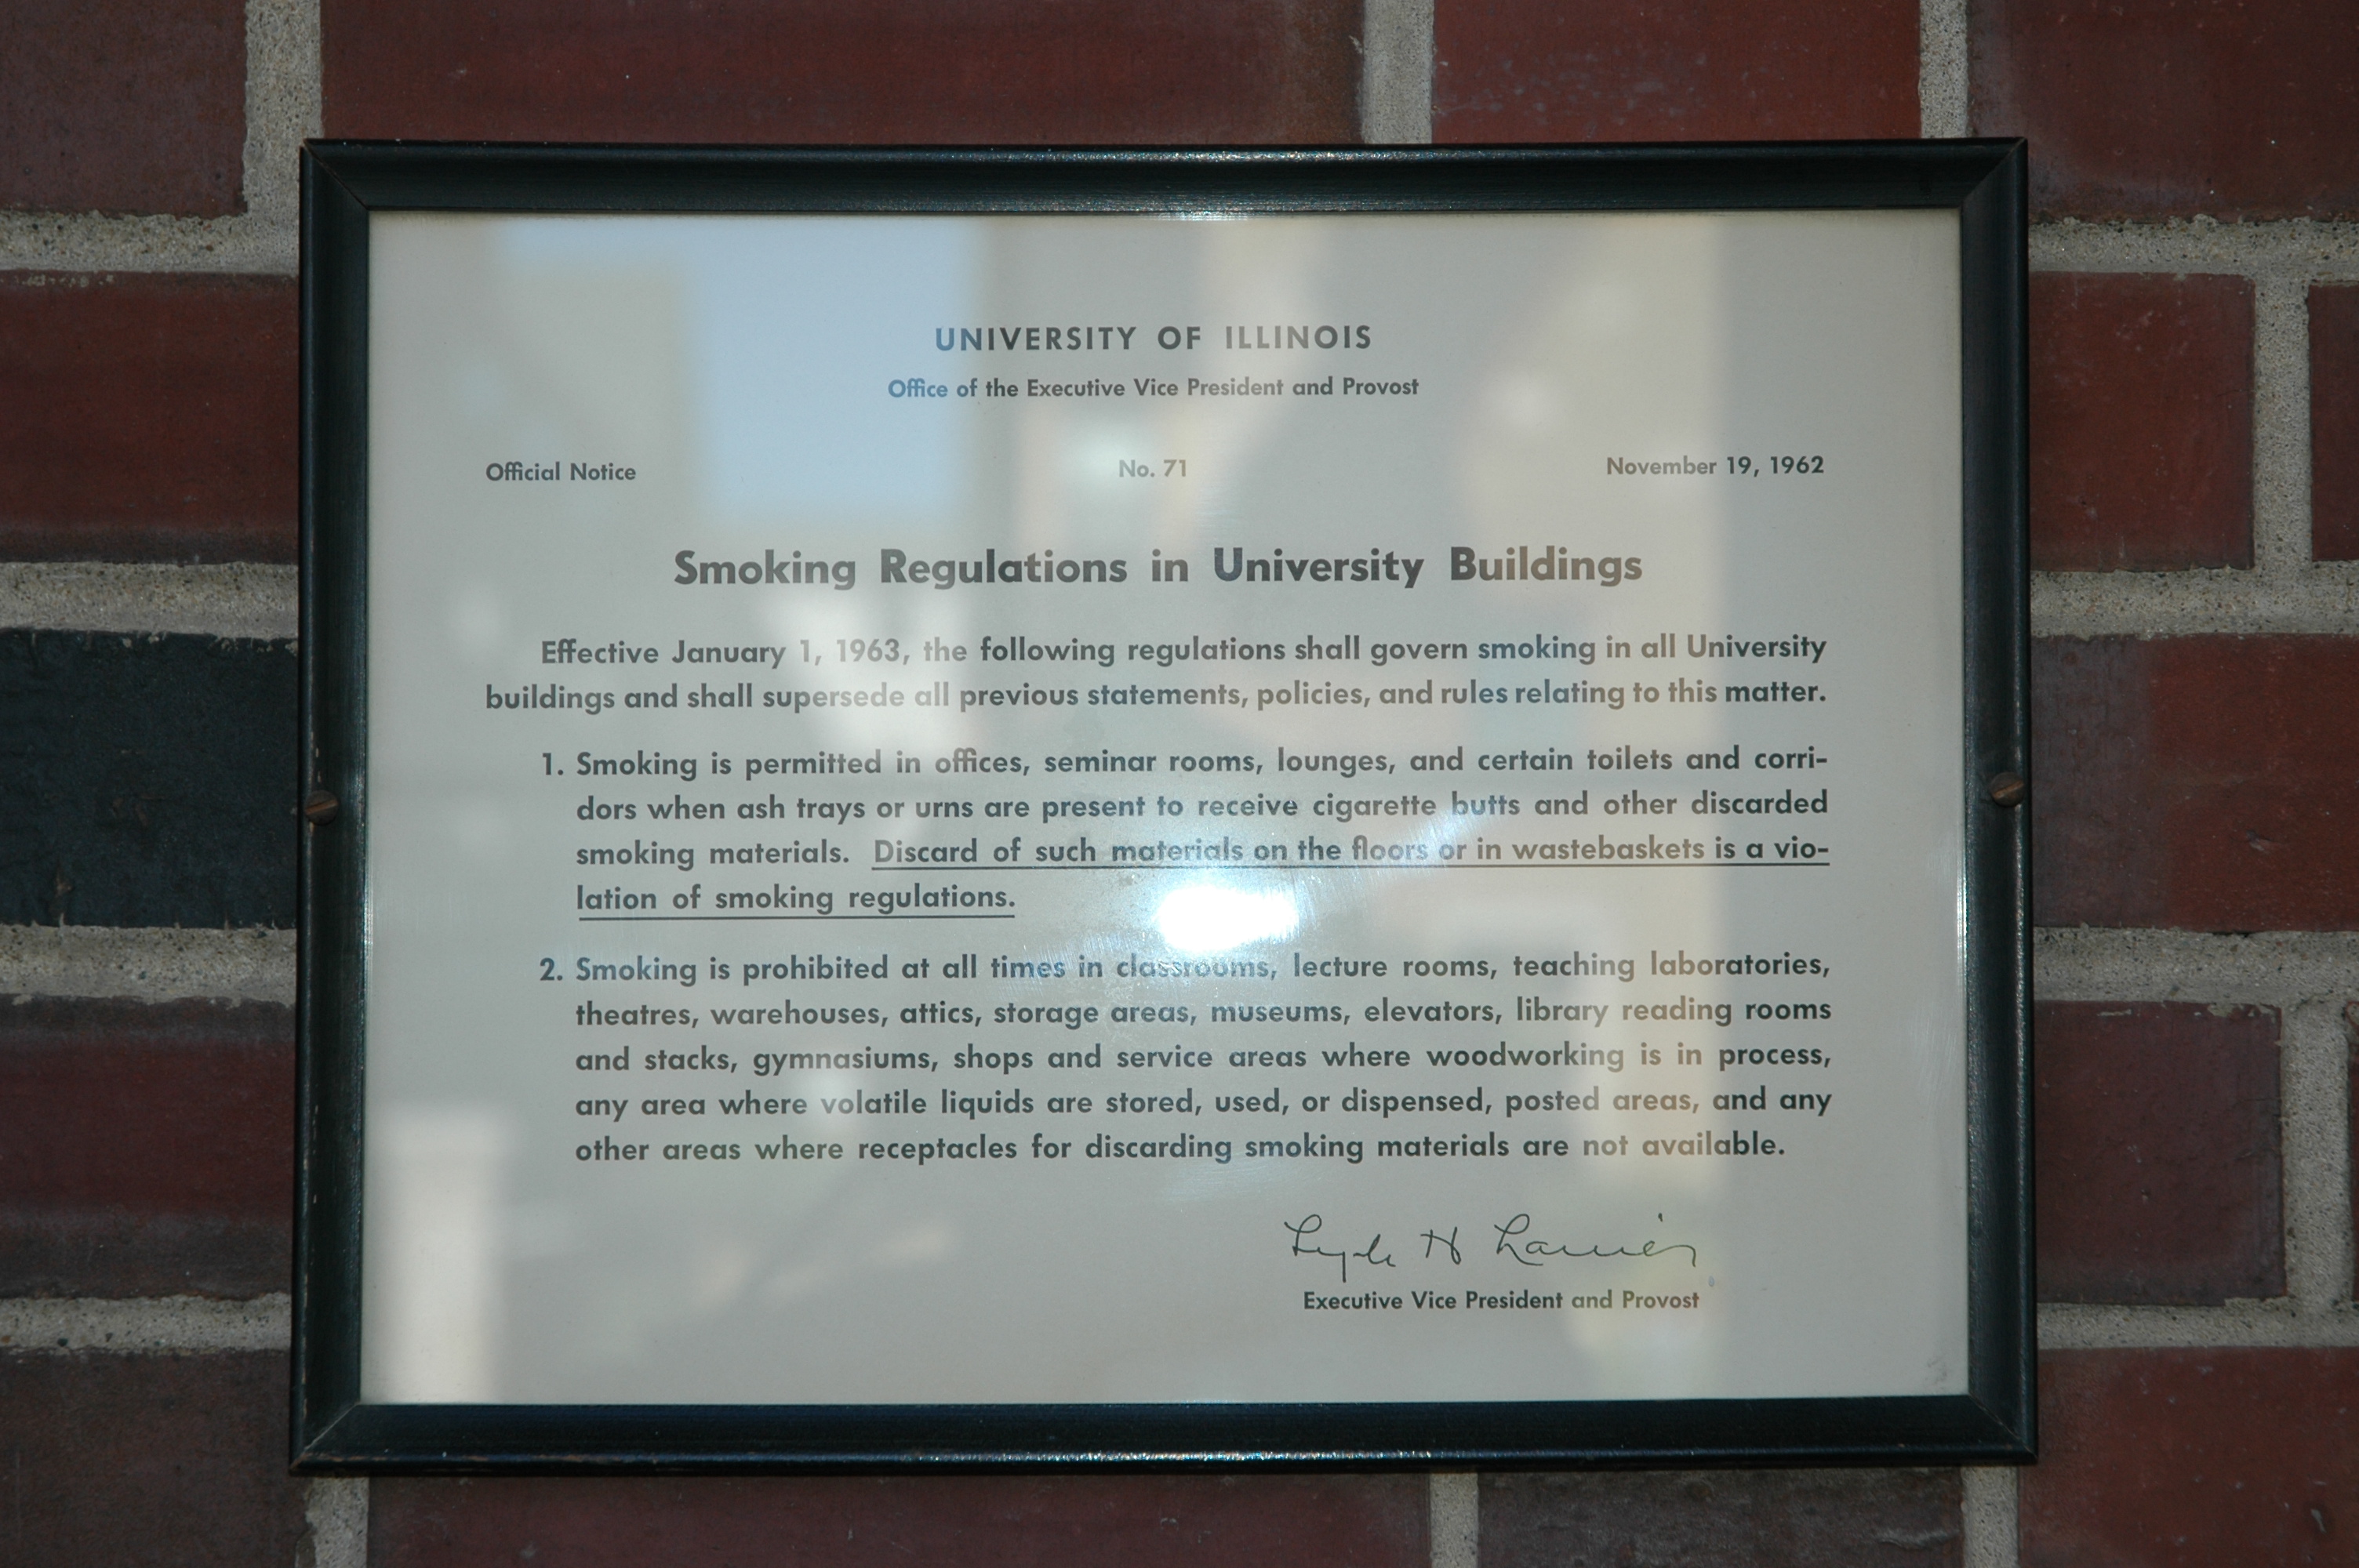 UNIVERSITY OF ILLINOIS
Office of the Executive Vice President and Provost
Official Notice No. 71 November 19, 1962
Smoking Regulations in University Buildings
Effective January 1, 1963, the following regulations shall govern smoking in all University
buildings and shall supersede all previous statements, policies, and rules relating to this matter.
1. Smoking is permitted in offices, seminar rooms, lounges, and certain toilets and corri-
dors when ash trays or urns are present to receive cigarette butts and other discarded
smoking materials. Discard of such materials on the floors or in wastebaskets is a vio-
lation of smoking regulations.
2. Smoking is prohibited at all times in classrooms, lecture rooms, teaching laboratories,
theatres, warehouses, attics, storage areas, museums, elevators, library reading rooms
and stacks, gymnasiums, shops and service areas where woodworking is in process,
any area where volatile liquids are stored, used, or dispensed, posted areas, and any
other areas where receptacles for discarding smoking materials are not available.
Lyle H Lanier
Executive Vice President and Provost